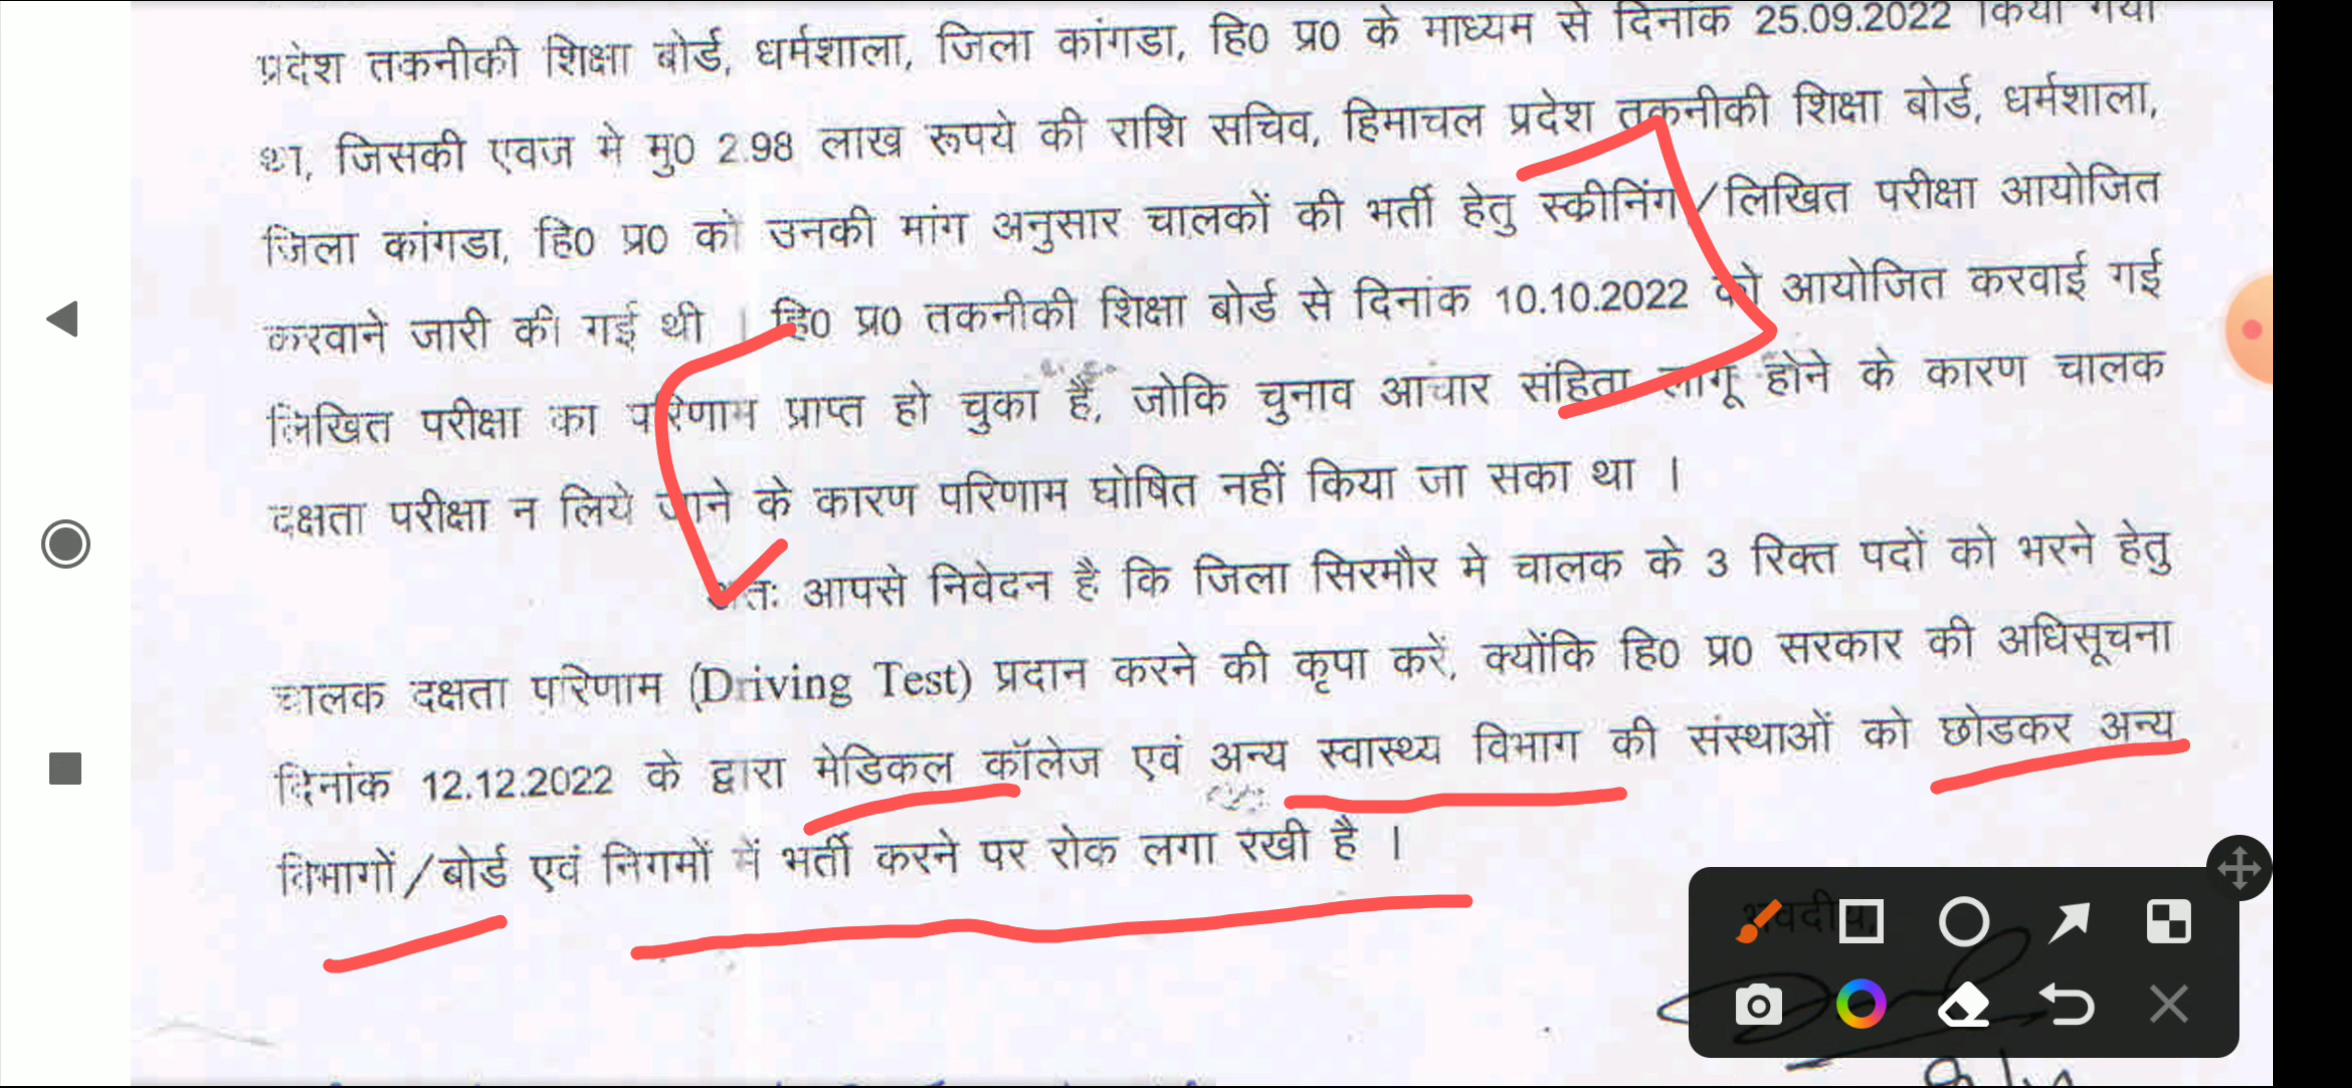 प्रदेश तकनीकी शिक्षा बोर्ड, धर्मशाला, जिला कांगडा, हि0 प्र0 के माध्यम से दिनांक 25.09.2022 किया गया
था, जिसकी एवज मे मु0 2.98 लाख रूपये की राशि सचिव, हिमाचल प्रदेश तकनीकी शिक्षा बोर्ड, धर्मशाला,
जिला कांगडा, हि0 प्र0 को उनकी मांग अनुसार चालकों की भर्ती हेतु स्कीनिंग/लिखित परीक्षा आयोजित
करवाने जारी की गई थी । हि0 प्र0 तकनीकी शिक्षा बोर्ड से दिनांक 10.10.2022 को आयोजित करवाई गई
लिखित परीक्षा का परिणाम प्राप्त हो चुका है, जोकि चुनाव आचार संहिता लागू होने के कारण चालक
दक्षता परीक्षा न लिये जाने के कारण परिणाम घोषित नहीं किया जा सका था ।
अतः आपसे निवेदन है कि जिला सिरमौर मे चालक के 3 रिक्त पदों को भरने हेतु
चालक दक्षता परिणाम (Driving Test) प्रदान करने की कृपा करें, क्योंकि हि0 प्र0 सरकार की अधिसूचना
दिनांक 12.12.2022 के द्वारा मेडिकल कॉलेज एवं अन्य स्वास्थ्य विभाग की संस्थाओं को छोडकर अन्य
विभागों/बोर्ड एवं निगमों में भर्ती करने पर रोक लगा रखी है ।
भवदीय,